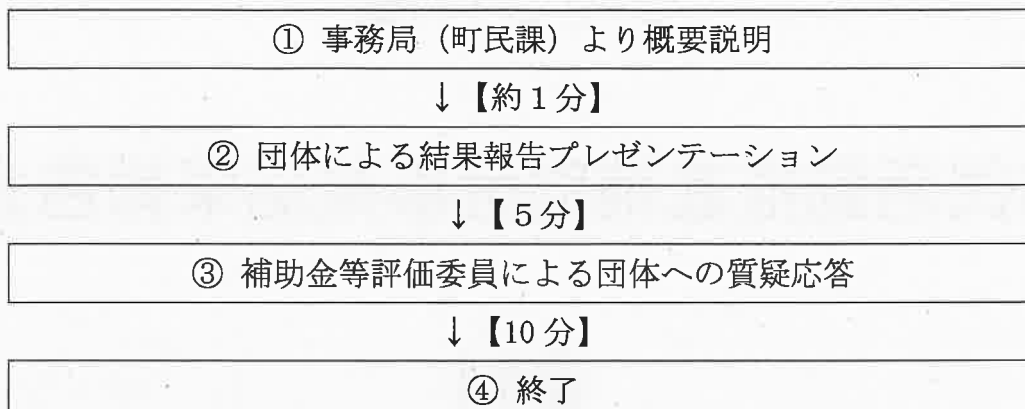 ① 事務局（町民課）より概要説明
↓【約１分】
② 団体による結果報告プレゼンテーション
↓【５分】
③ 補助金等評価委員による団体への質疑応答
↓【10 分】
④ 終了